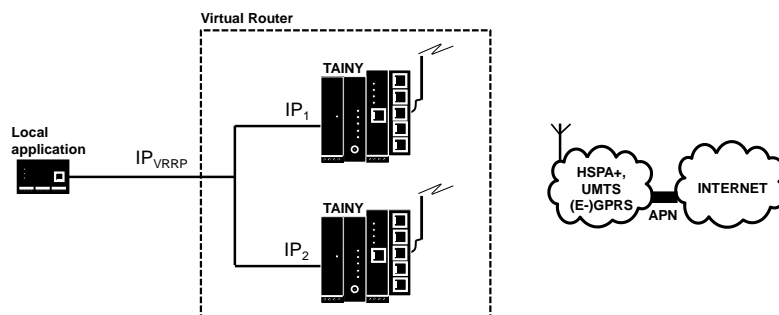 Virtual Router
TAINY
IP1
Local
application
IPVRRP
HSPA+,
UMTS
(E-)GPRS
APN
INTERNET
TAINY
IP2